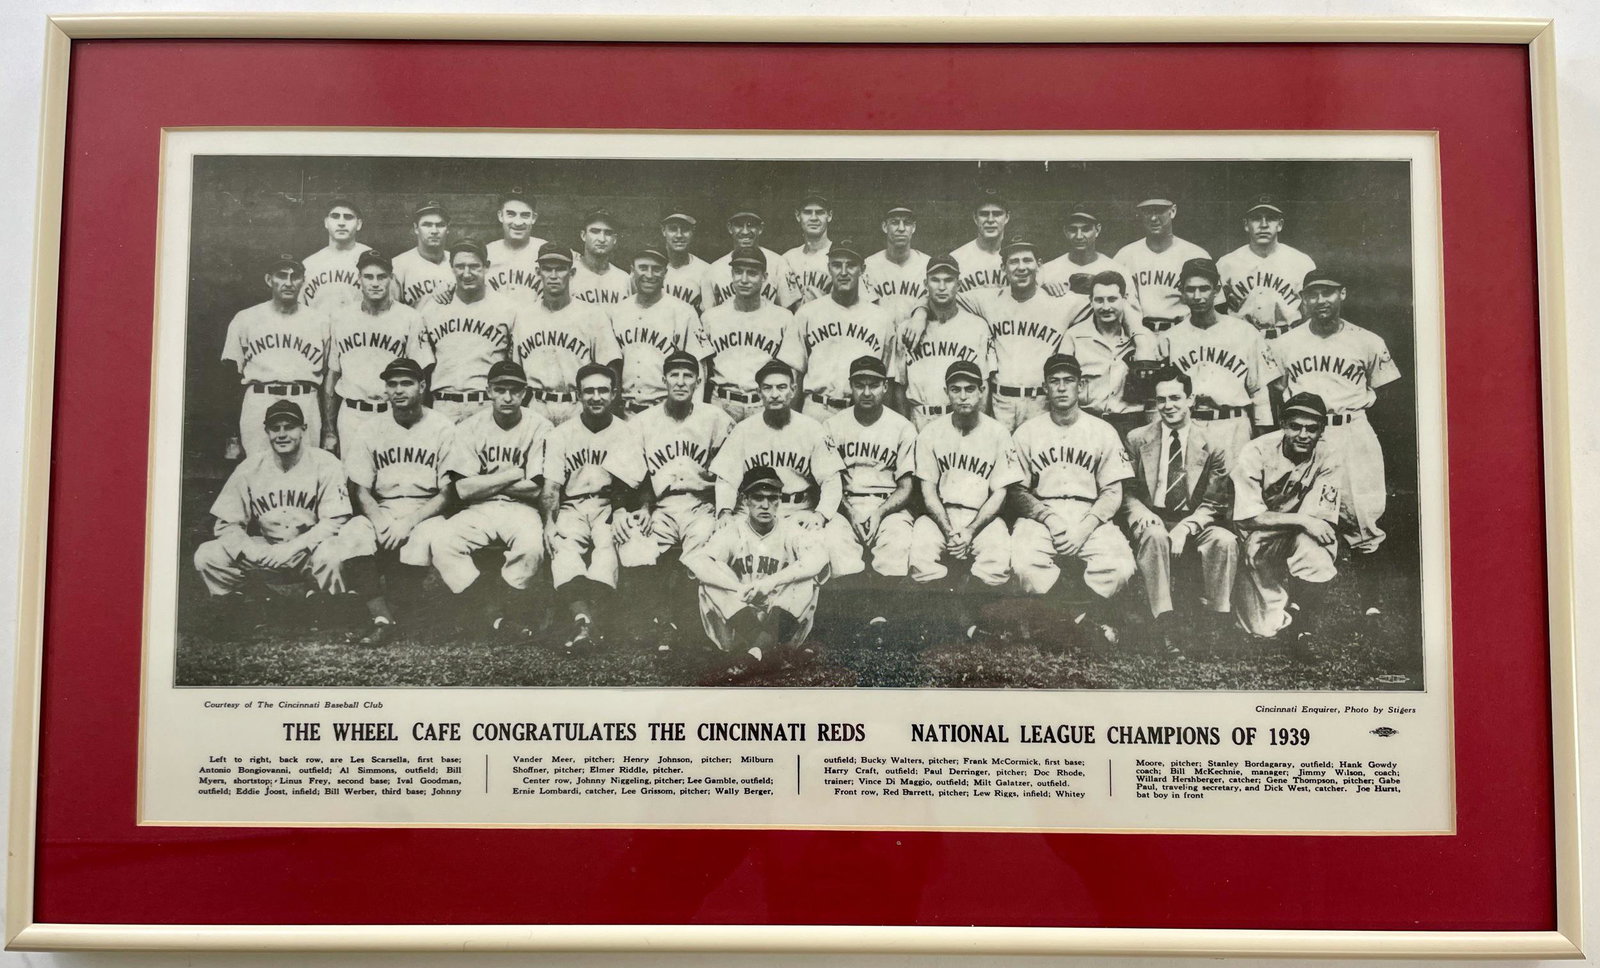 Courtesy of The Cincinnati Baseball Club
Cincinnati Enquirer, Photo by Stigers
THE WHEEL CAFE CONGRATULATES THE CINCINNATI REDS NATIONAL LEAGUE CHAMPIONS OF 1939
Left to right, back row, are Les Scarsella, first base;
Antonio Bongiovanni, outfield; Al Simmons, outfield; Bill
Myers, shortstop; Linus Frey, second base; Ival Goodman,
outfield; Eddie Joost, infield; Bill Werber, third base; Johnny
Vander Meer, pitcher; Henry Johnson, pitcher; Milburn
Shoffner, pitcher; Elmer Riddle, pitcher.
Center row, Johnny Niggeling, pitcher; Lee Gamble, outfield;
Ernie Lombardi, catcher, Lee Grissom, pitcher; Wally Berger,
outfield; Bucky Walters, pitcher; Frank McCormick, first base;
Harry Craft, outfield; Paul Derringer, pitcher; Doc Rhode,
trainer; Vince Di Maggio, outfield; Milt Galatzer, outfield.
Front row, Red Barrett, pitcher; Lew Riggs, infield; Whitey
Moore, pitcher; Stanley Bordagaray, outfield; Hank Gowdy
coach; Bill McKechnie, manager; Jimmy Wilson, coach;
Willard Hershberger, catcher; Gene Thompson, pitcher; Gabe
Paul, traveling secretary, and Dick West, catcher. Joe Hurst,
bat boy in front